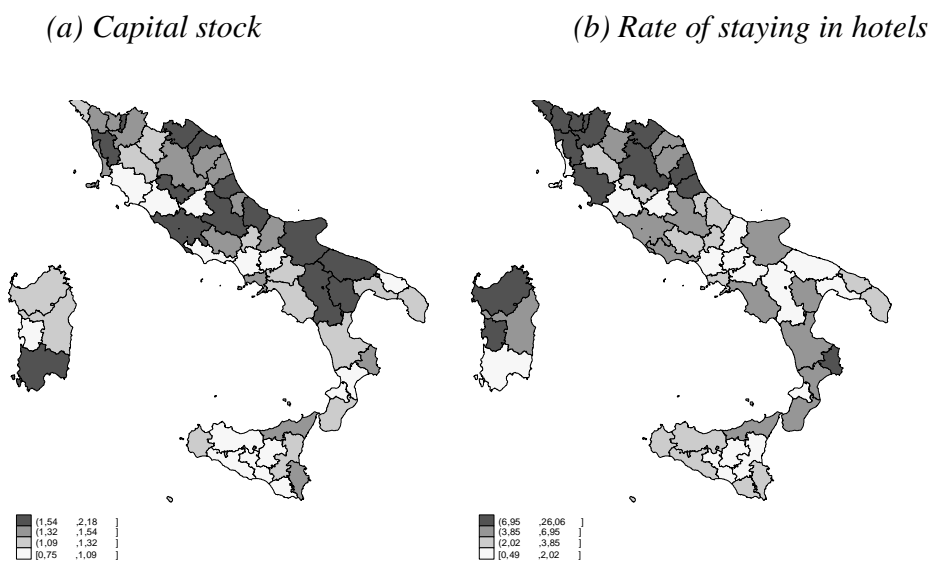 (a) Capital stock
(b) Rate of staying in hotels
(1,54 ,2,18 ]
(1,32 ,1,54 ]
(1,09 ,1,32 ]
[0,75 ,1,09 ]
(6,95 ,26,06 ]
(3,85 ,6,95 ]
(2,02 ,3,85 ]
[0,49 ,2,02 ]